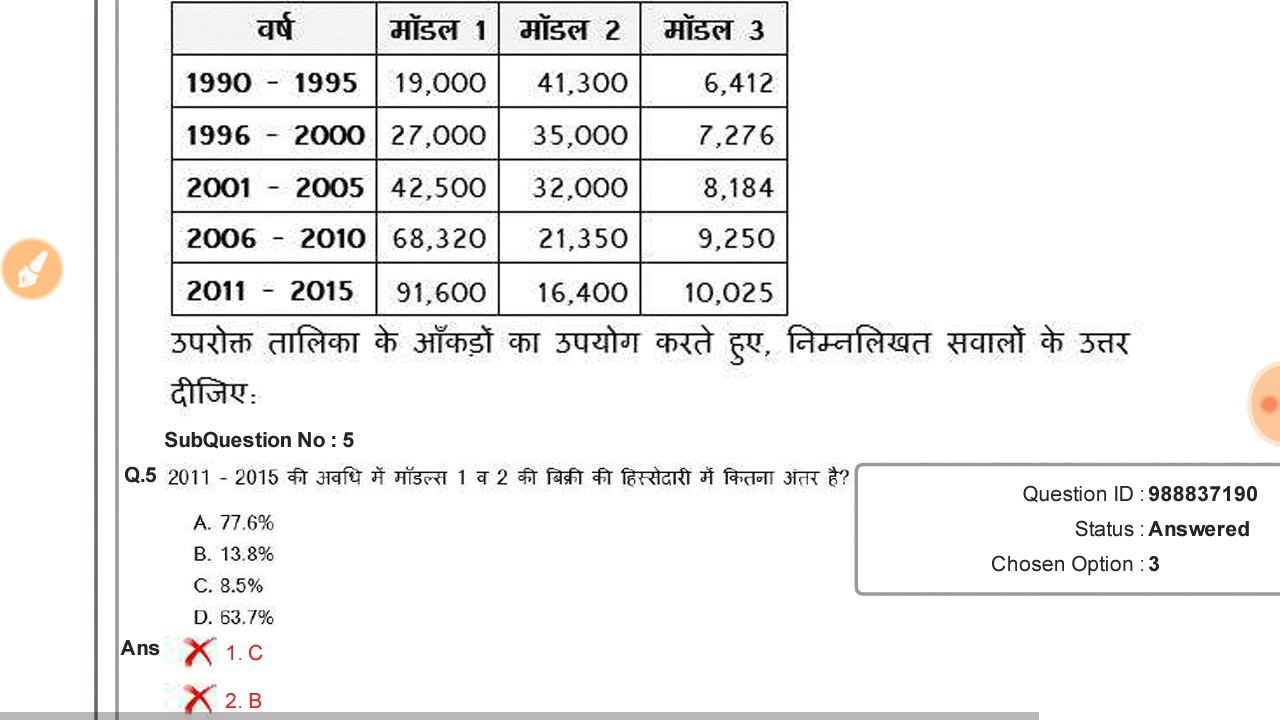 वर्ष मॉडल 1 मॉडल 2 मॉडल 3
1990 - 1995 19,000 41,300 6,412
1996 - 2000 27,000 35,000 7,276
2001 - 2005 42,500 32,000 8,184
2006 - 2010 68,320 21,350 9,250
2011 - 2015 91,600 16,400 10,025
उपरोक्त तालिका के आँकड़ों का उपयोग करते हुए, निम्नलिखत सवालों के उत्तर
दीजिए:
SubQuestion No : 5
Q.5 2011 - 2015 की अवधि में मॉडल्स 1 व 2 की बिक्री की हिस्सेदारी में कितना अंतर है?
A. 77.6%
B. 13.8%
C. 8.5%
D. 63.7%
Question ID : 988837190
Status : Answered
Chosen Option : 3
Ans 1. C
2. B